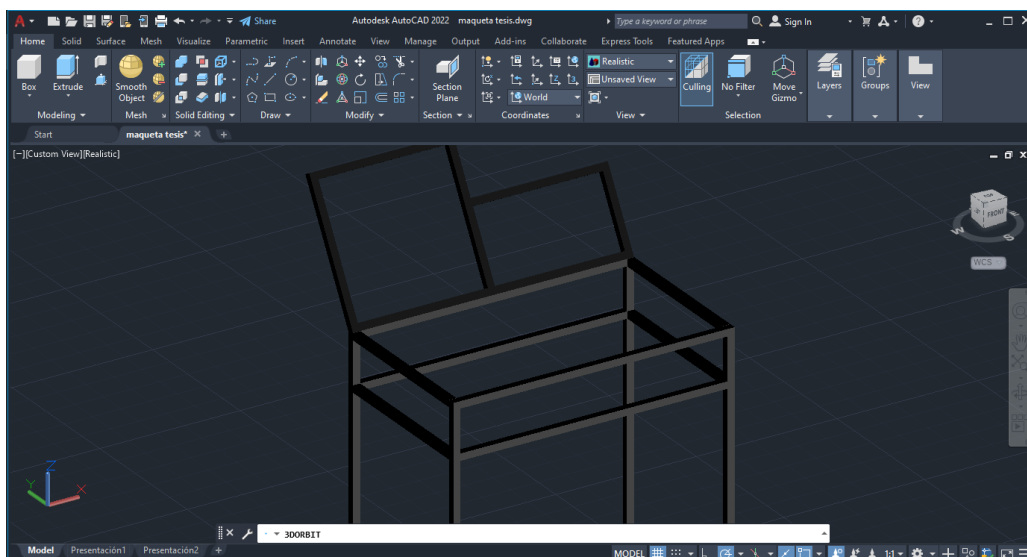 A Share Autodesk AutoCAD 2022 maqueta tesis.dwg Type a keyword or phrase Sign In
Home Solid Surface Mesh Visualize Parametric Insert Annotate View Manage Output Add-ins Collaborate Express Tools Featured Apps
Realistic
Unsaved View
World
Box Extrude Smooth Object Section Plane Culling No Filter Move Gizmo Layers Groups View
Modeling Mesh Solid Editing Draw Modify Section Coordinates View Selection
Start maqueta tesis* +
[−][Custom View][Realistic]
TOP
FRONT
W S
WCS
Z
Y X
3DORBIT
Model Presentación1 Presentación2 + MODEL 1:1